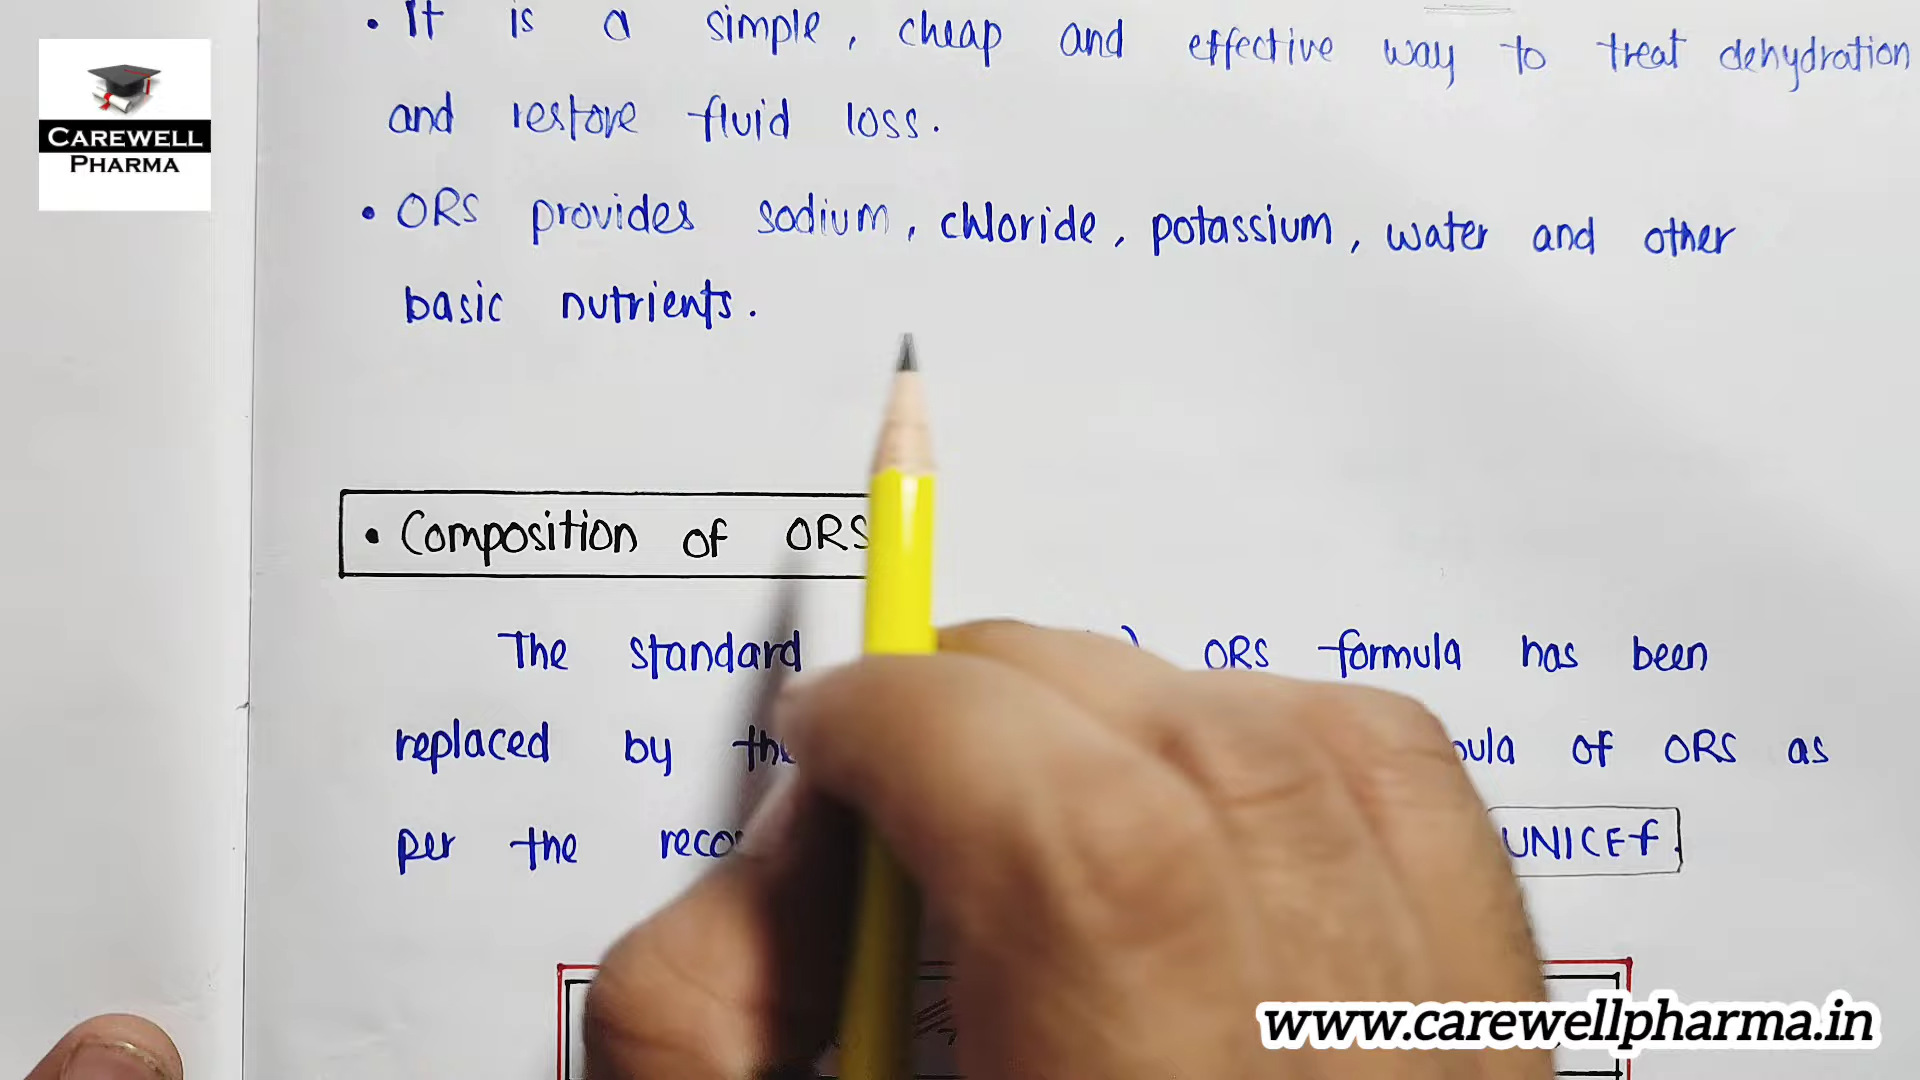 • It is a simple, cheap and effective way to treat dehydration
and restore fluid loss.
• ORS provides sodium, chloride, potassium, water and other
basic nutrients.
• Composition of ORS
The standard ORS formula has been
replaced by the of ORS as
per the UNICEF.
CAREWELL
PHARMA
www.carewellpharma.in